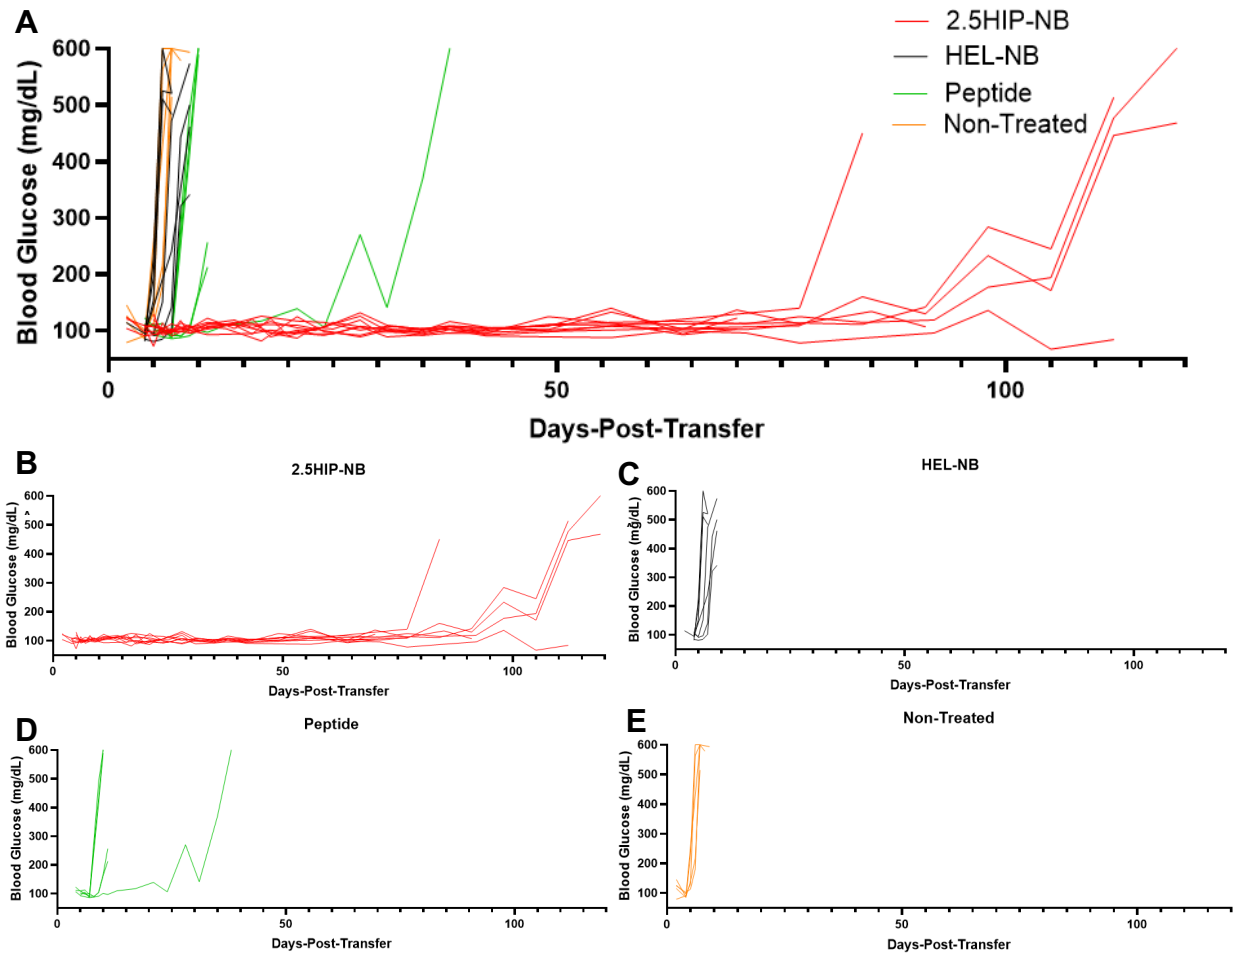 A
2.5HIP-NB
HEL-NB
Peptide
Non-Treated
Blood Glucose (mg/dL)
600
500
400
300
200
100
0 50 100
Days-Post-Transfer
B
2.5HIP-NB
Blood Glucose (mg/dL)
600
500
400
300
200
100
0 50 100
Days-Post-Transfer
C
HEL-NB
Blood Glucose (mg/dL)
600
500
400
300
200
100
0 50 100
Days-Post-Transfer
D
Peptide
Blood Glucose (mg/dL)
600
500
400
300
200
100
0 50 100
Days-Post-Transfer
E
Non-Treated
Blood Glucose (mg/dL)
600
500
400
300
200
100
0 50 100
Days-Post-Transfer